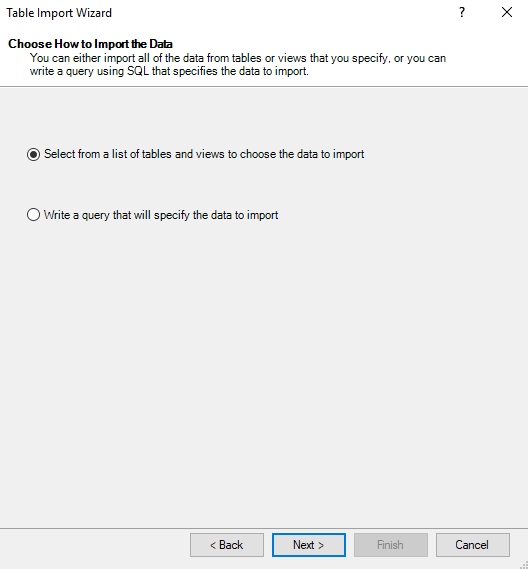 Table Import Wizard ?
Choose How to Import the Data
You can either import all of the data from tables or views that you specify, or you can
write a query using SQL that specifies the data to import.
Select from a list of tables and views to choose the data to import
Write a query that will specify the data to import
< Back Next > Finish Cancel